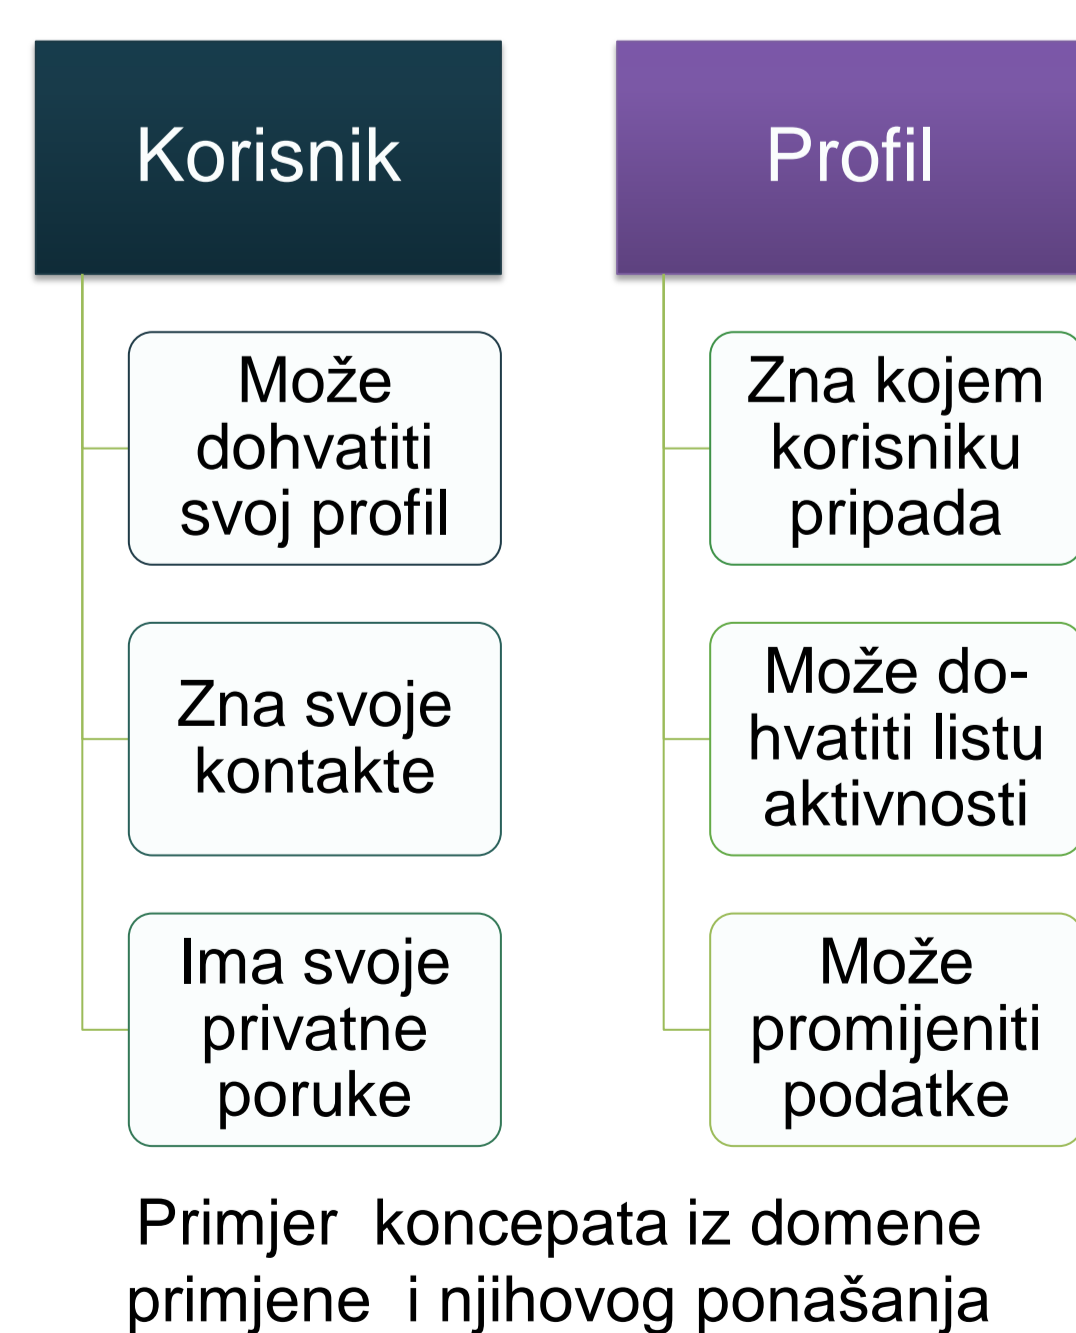 Korisnik
Može
dohvatiti
svoj profil
Zna svoje
kontakte
Ima svoje
privatne
poruke
Profil
Zna kojem
korisniku
pripada
Može do-
hvatiti listu
aktivnosti
Može
promijeniti
podatke
Primjer  koncepata iz domene
primjene  i njihovog ponašanja